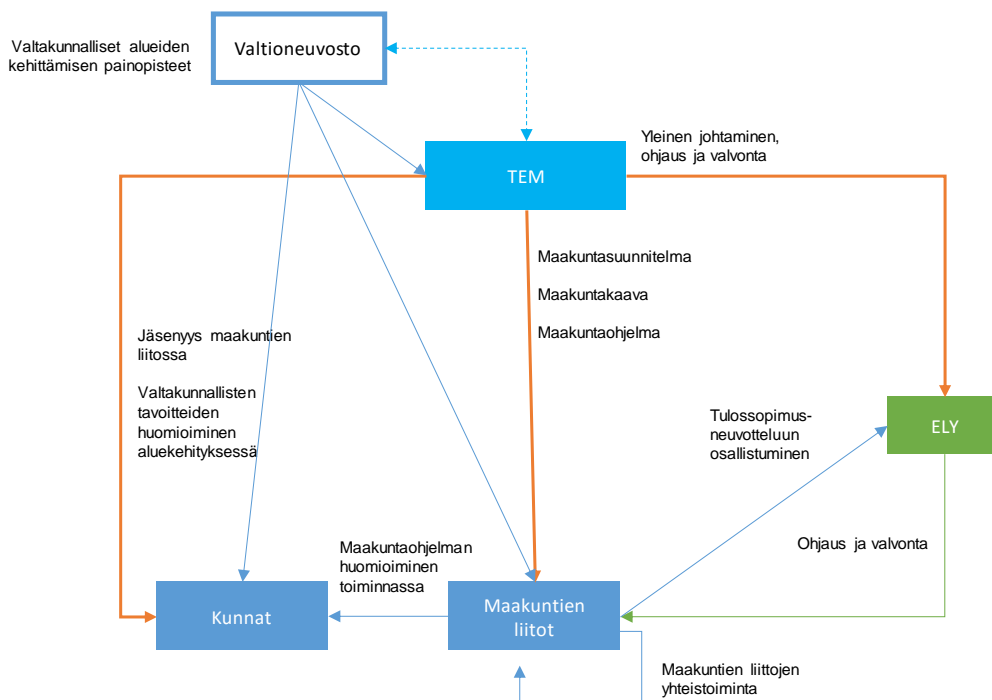 Valtakunnalliset alueiden
kehittämisen painopisteet
Valtioneuvosto
Yleinen johtaminen,
ohjaus ja valvonta
TEM
Maakuntasuunnitelma
Maakuntakaava
Maakuntaohjelma
Jäsenyys maakuntien
liitossa
Valtakunnallisten
tavoitteiden
huomioiminen
aluekehityksessä
Tulossopimus-
neuvotteluun
osallistuminen
ELY
Maakuntaohjelman
huomioiminen
toiminnassa
Ohjaus ja valvonta
Kunnat
Maakuntien
liitot
Maakuntien liittojen
yhteistoiminta